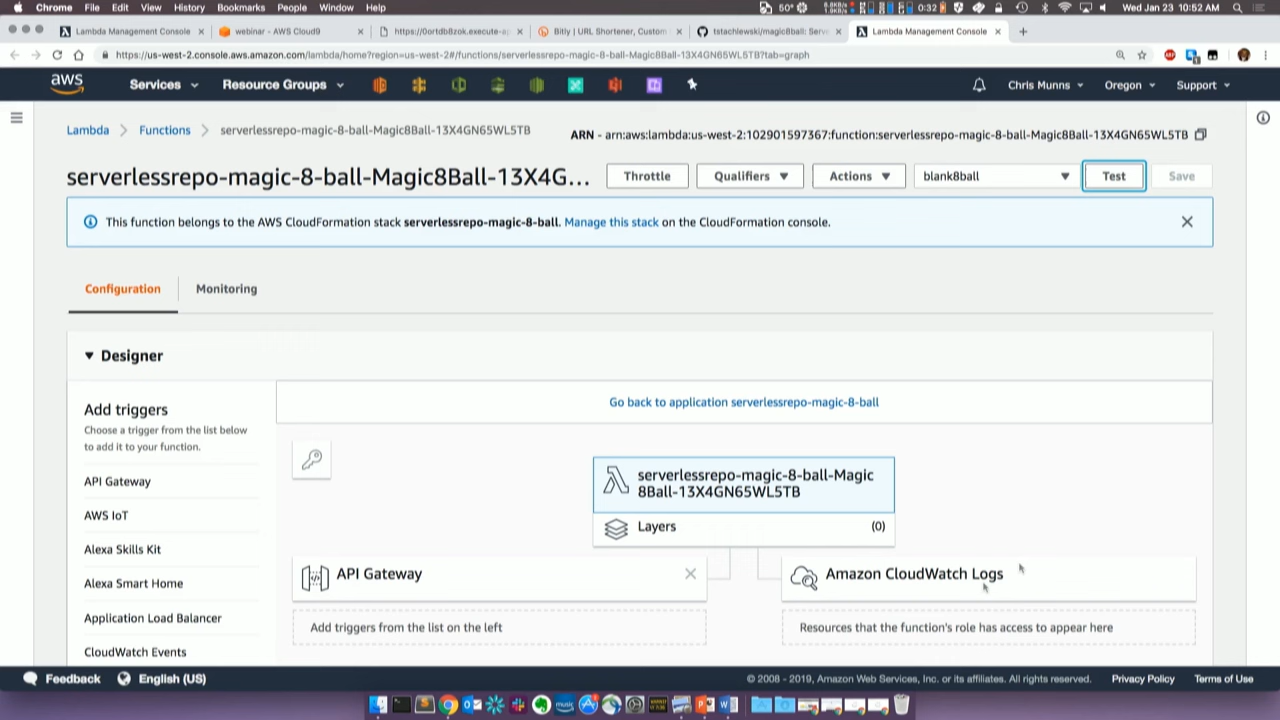 Chrome File Edit View History Bookmarks People Window Help
50° 0:32 Wed Jan 23 10:52 AM
Lambda Management Console webinar - AWS Cloud9 https://0ortdb8zok.execute-a Bitly | URL Shortener, Custom tstachlewski/magic8ball: Serv Lambda Management Console
https://us-west-2.console.aws.amazon.com/lambda/home?region=us-west-2#/functions/serverlessrepo-magic-8-ball-Magic8Ball-13X4GN65WL5TB?tab=graph
aws Services Resource Groups Chris Munns Oregon Support
Lambda Functions serverlessrepo-magic-8-ball-Magic8Ball-13X4GN65WL5TB
ARN - arn:aws:lambda:us-west-2:102901597367:function:serverlessrepo-magic-8-ball-Magic8Ball-13X4GN65WL5TB
serverlessrepo-magic-8-ball-Magic8Ball-13X4G... Throttle Qualifiers Actions blank8ball Test Save
This function belongs to the AWS CloudFormation stack serverlessrepo-magic-8-ball. Manage this stack on the CloudFormation console.
Configuration Monitoring
Designer
Add triggers
Choose a trigger from the list below
to add it to your function.
API Gateway
AWS IoT
Alexa Skills Kit
Alexa Smart Home
Application Load Balancer
CloudWatch Events
Go back to application serverlessrepo-magic-8-ball
serverlessrepo-magic-8-ball-Magic
8Ball-13X4GN65WL5TB
Layers (0)
API Gateway
Add triggers from the list on the left
Amazon CloudWatch Logs
Resources that the function's role has access to appear here
Feedback English (US) © 2008 - 2019, Amazon Web Services, Inc. or its affiliates. All rights reserved. Privacy Policy Terms of Use